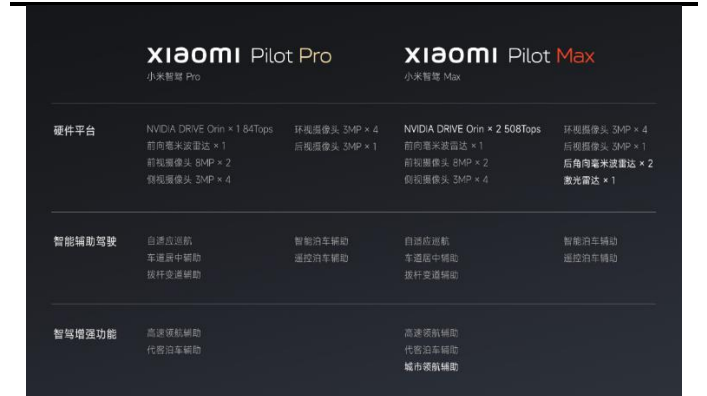 xiaomi Pilot Pro
小米智驾 Pro
xiaomi Pilot Max
小米智驾 Max
硬件平台
NVIDIA DRIVE Orin × 1 84Tops
前向毫米波雷达 × 1
前视摄像头 8MP × 2
侧视摄像头 3MP × 4
环视摄像头 3MP × 4
后视摄像头 3MP × 1
NVIDIA DRIVE Orin × 2 508Tops
前向毫米波雷达 × 1
前视摄像头 8MP × 2
侧视摄像头 3MP × 4
环视摄像头 3MP × 4
后视摄像头 3MP × 1
后角向毫米波雷达 × 2
激光雷达 × 1
智能辅助驾驶
自适应巡航
车道居中辅助
拨杆变道辅助
智能泊车辅助
遥控泊车辅助
自适应巡航
车道居中辅助
拨杆变道辅助
智能泊车辅助
遥控泊车辅助
智驾增强功能
高速领航辅助
代客泊车辅助
高速领航辅助
代客泊车辅助
城市领航辅助